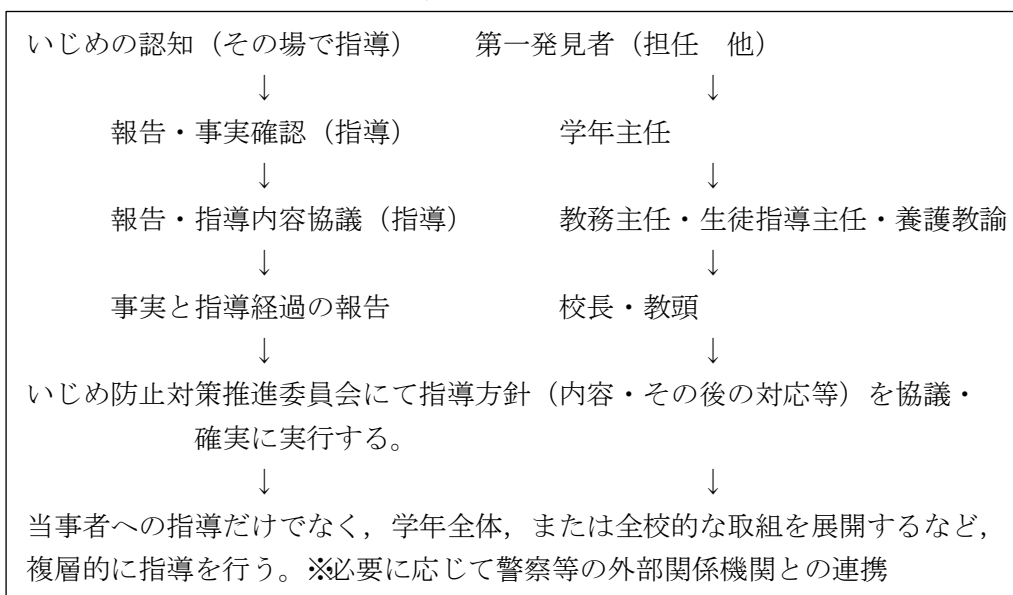 いじめの認知（その場で指導）　　第一発見者（担任　他）
↓　　↓
報告・事実確認（指導）　　学年主任
↓　　↓
報告・指導内容協議（指導）　　教務主任・生徒指導主任・養護教諭
↓　　↓
事実と指導経過の報告　　校長・教頭
↓　　↓
いじめ防止対策推進委員会にて指導方針（内容・その後の対応等）を協議・
確実に実行する。
↓　　↓
当事者への指導だけでなく，学年全体，または全校的な取組を展開するなど，
複層的に指導を行う。※必要に応じて警察等の外部関係機関との連携